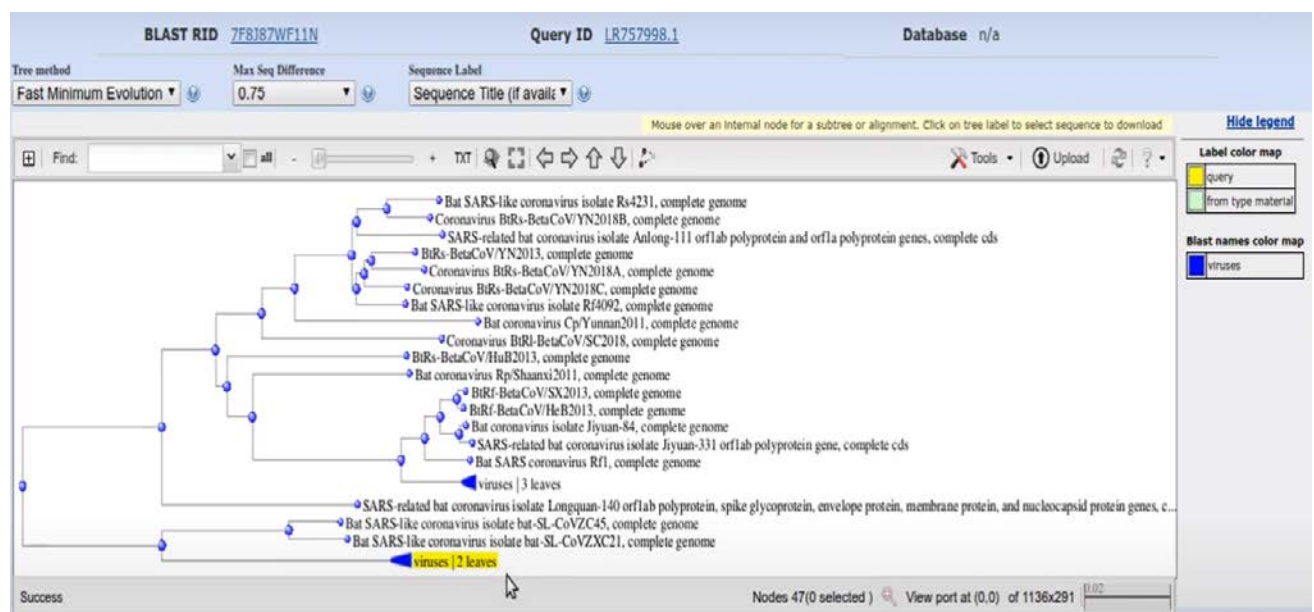 BLAST RID 7F8J87WF11N Query ID LR757998.1 Database n/a
Tree method Max Seq Difference Sequence Label
Fast Minimum Evolution 0.75 Sequence Title (if availa
Mouse over an internal node for a subtree or alignment. Click on tree label to select sequence to download
Hide legend
Find: all - + TXT Tools Upload ?
Label color map
query
from type material
Blast names color map
viruses
Bat SARS-like coronavirus isolate Rs4231, complete genome
Coronavirus BtRs-BetaCoV/YN2018B, complete genome
SARS-related bat coronavirus isolate Anlong-111 orf1ab polyprotein and orf1a polyprotein genes, complete cds
BtRs-BetaCoV/YN2013, complete genome
Coronavirus BtRs-BetaCoV/YN2018A, complete genome
Coronavirus BtRs-BetaCoV/YN2018C, complete genome
Bat SARS-like coronavirus isolate Rf4092, complete genome
Bat coronavirus Cp/Yunnan2011, complete genome
Coronavirus BtRl-BetaCoV/SC2018, complete genome
BtRs-BetaCoV/HuB2013, complete genome
Bat coronavirus Rp/Shaanxi2011, complete genome
BtRf-BetaCoV/SX2013, complete genome
BtRf-BetaCoV/HeB2013, complete genome
Bat coronavirus isolate Jiyuan-84, complete genome
SARS-related bat coronavirus isolate Jiyuan-331 orf1ab polyprotein gene, complete cds
Bat SARS coronavirus Rf1, complete genome
viruses | 3 leaves
SARS-related bat coronavirus isolate Longquan-140 orf1ab polyprotein, spike glycoprotein, envelope protein, membrane protein, and nucleocapsid protein genes, c...
Bat SARS-like coronavirus isolate bat-SL-CoVZC45, complete genome
Bat SARS-like coronavirus isolate bat-SL-CoVZXC21, complete genome
viruses | 2 leaves
Success Nodes 47(0 selected ) View port at (0,0) of 1136x291 0.02